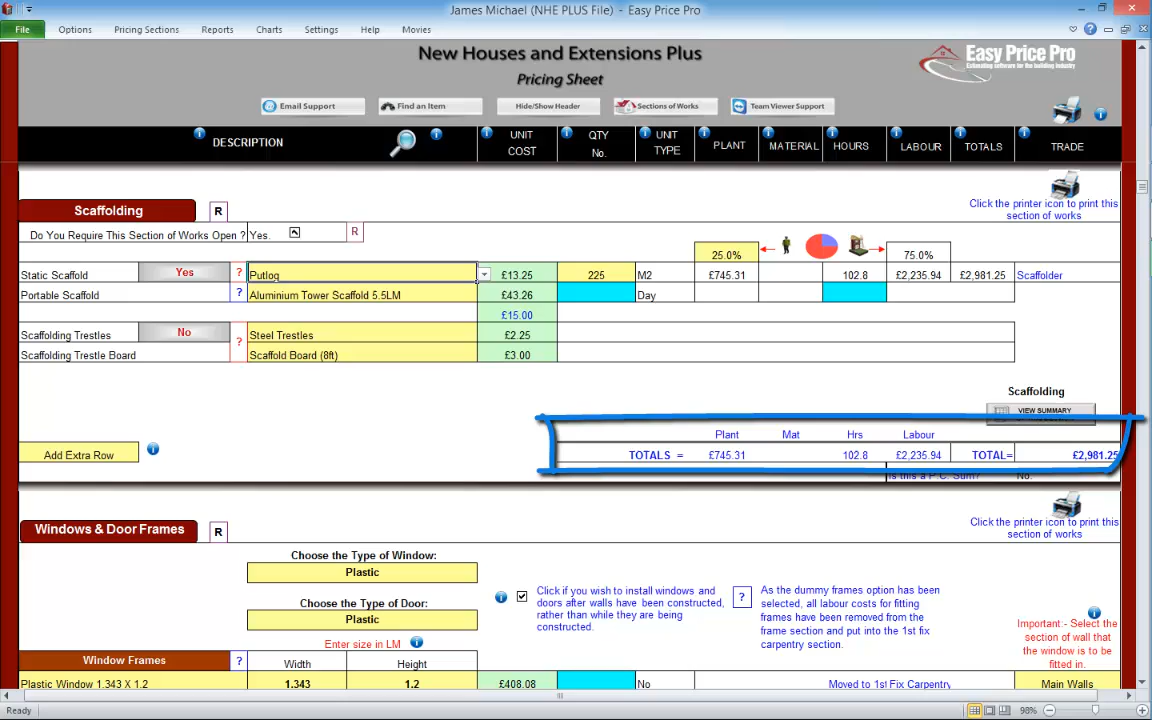 James Michael (NHE PLUS File) - Easy Price Pro
File Options Pricing Sections Reports Charts Settings Help Movies
New Houses and Extensions Plus
Pricing Sheet
Easy Price Pro
Estimating software for the building industry
Email Support Find an Item Hide/Show Header Sections of Works Team Viewer Support
DESCRIPTION UNIT COST QTY No. UNIT TYPE PLANT MATERIAL HOURS LABOUR TOTALS TRADE
Scaffolding R
Click the printer icon to print this
section of works
Do You Require This Section of Works Open ? Yes. R
25.0% 75.0%
Static Scaffold Yes ? Putlog £13.25 225 M2 £745.31 102.8 £2,235.94 £2,981.25 Scaffolder
Portable Scaffold ? Aluminium Tower Scaffold 5.5LM £43.26 Day
£15.00
Scaffolding Trestles No ? Steel Trestles £2.25
Scaffolding Trestle Board Scaffold Board (8ft) £3.00
Scaffolding
VIEW SUMMARY
Plant Mat Hrs Labour
Add Extra Row TOTALS = £745.31 102.8 £2,235.94 TOTAL= £2,981.25
Is this a P.C. Sum? No.
Windows & Door Frames R
Click the printer icon to print this
section of works
Choose the Type of Window:
Plastic
Choose the Type of Door:
Plastic
Click if you wish to install windows and
doors after walls have been constructed,
rather than while they are being
constructed.
?
As the dummy frames option has been
selected, all labour costs for fitting
frames have been removed from the
frame section and put into the 1st fix
carpentry section.
Important:- Select the
section of wall that
the window is to be
fitted in.
Enter size in LM
Window Frames ? Width Height
Plastic Window 1.343 X 1.2 1.343 1.2 £408.08 No Moved to 1st Fix Carpentry Main Walls
Ready 98%